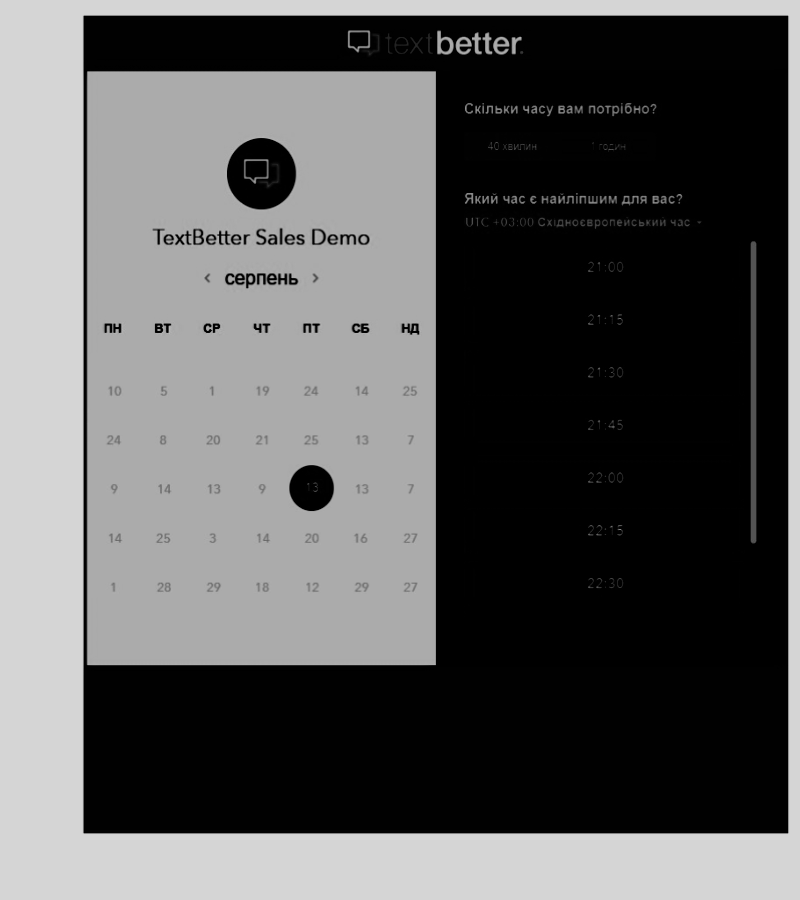 textbetter.
TextBetter Sales Demo
< серпень >
ПН ВТ СР ЧТ ПТ СБ НД
10 5 1 19 24 14 25
24 8 20 21 25 13 7
9 14 13 9 13 13 7
14 25 3 14 20 16 27
1 28 29 18 12 29 27
Скільки часу вам потрібно?
40 хвилин 1 годин
Який час є найліпшим для вас?
UTC +03:00 Східноєвропейський час
21:00
21:15
21:30
21:45
22:00
22:15
22:30